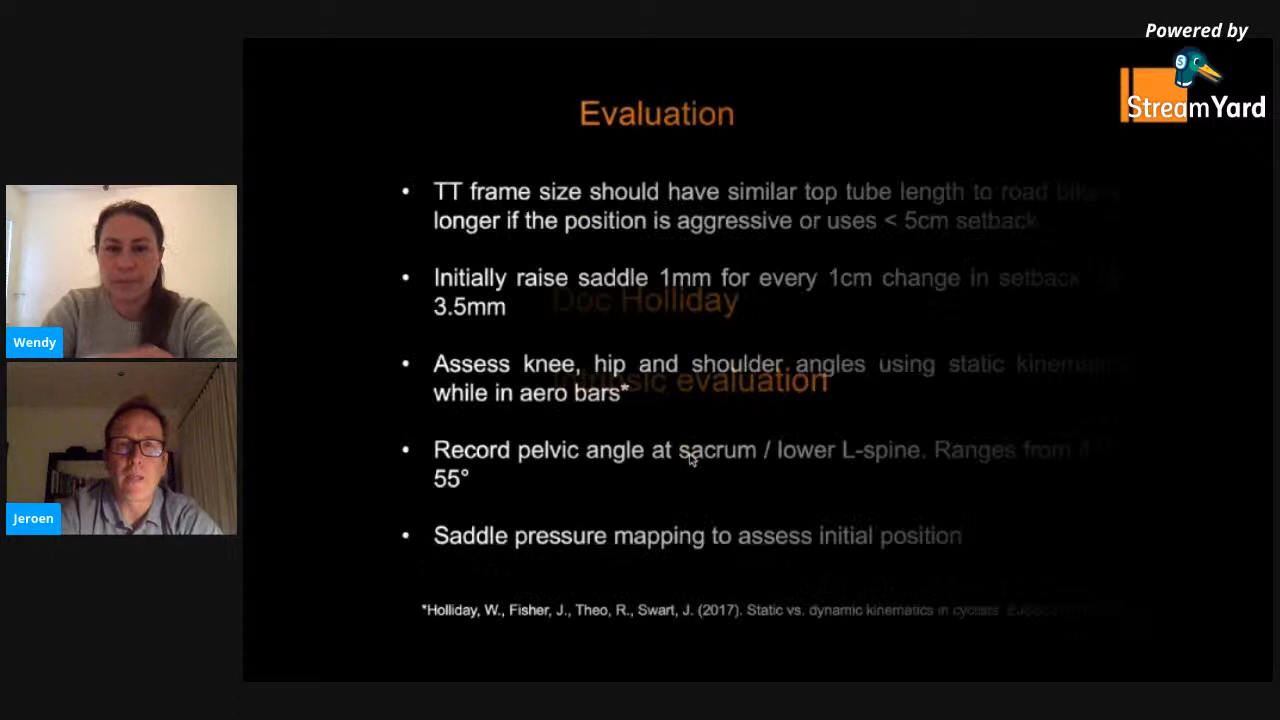 Powered by
StreamYard
Evaluation
TT frame size should have similar top tube length to road bike
longer if the position is aggressive or uses < 5cm setback
Initially raise saddle 1mm for every 1cm change in setback
3.5mm
Doc Holliday
Assess knee, hip and shoulder angles using static kinematic
while in aero bars*
evaluation
Record pelvic angle at sacrum / lower L-spine. Ranges from
55°
Saddle pressure mapping to assess initial position
*Holliday, W., Fisher, J., Theo, R., Swart, J. (2017). Static vs. dynamic kinematics in cyclists
Wendy
Jeroen